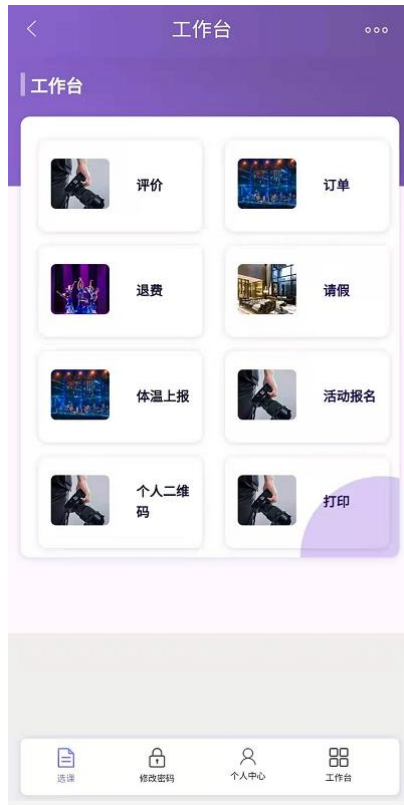 工作台
工作台
评价
订单
退费
请假
体温上报
活动报名
个人二维
码
打印
选课
修改密码
个人中心
工作台